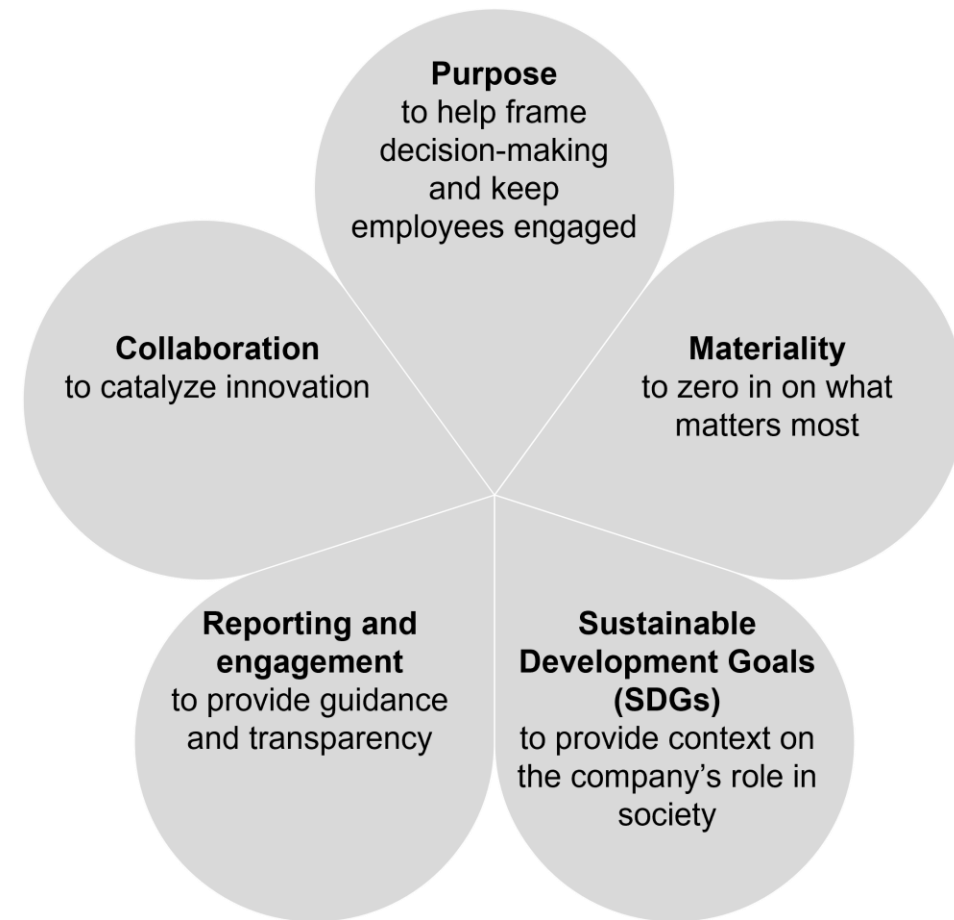 Purpose
to help frame
decision-making
and keep
employees engaged
Collaboration
to catalyze innovation
Materiality
to zero in on what
matters most
Reporting and
engagement
to provide guidance
and transparency
Sustainable
Development Goals
(SDGs)
to provide context on
the company’s role in
society